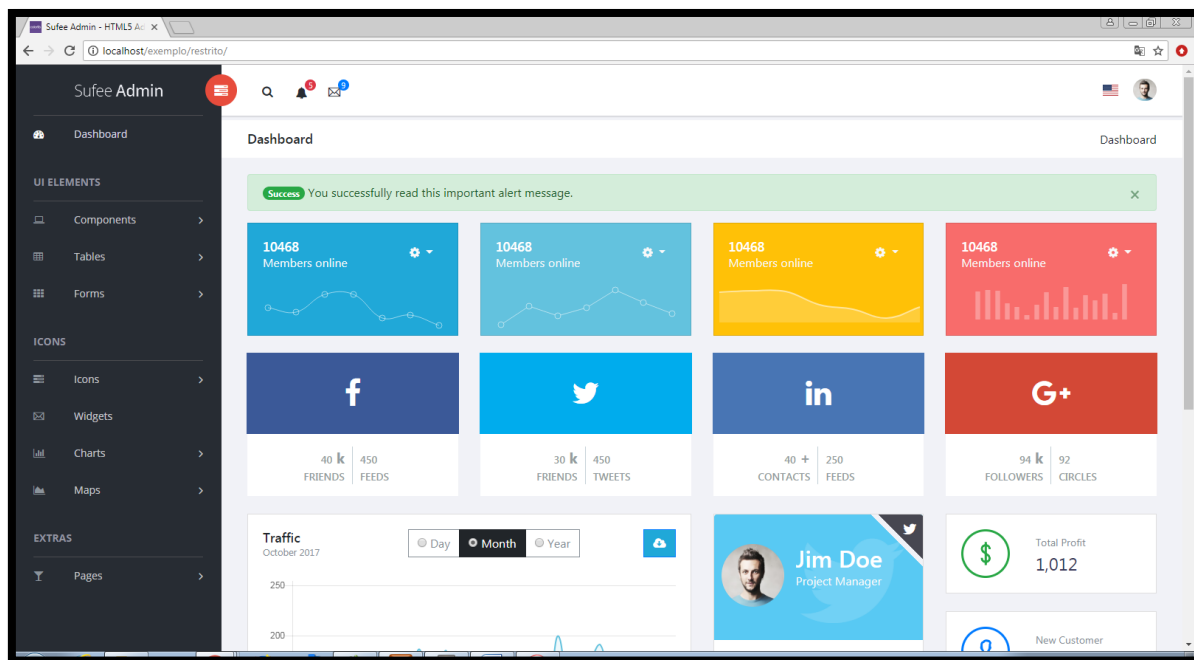 Sufee Admin - HTML5 Ad
localhost/exemplo/restrito/
Sufee Admin
5
9
Dashboard
UI ELEMENTS
Components
Tables
Forms
ICONS
Icons
Widgets
Charts
Maps
EXTRAS
Pages
Dashboard
Dashboard
Success You successfully read this important alert message.
10468
Members online
10468
Members online
10468
Members online
10468
Members online
f
in
G+
40 k
FRIENDS
450
FEEDS
30 k
FRIENDS
450
TWEETS
40 +
CONTACTS
250
FEEDS
94 k
FOLLOWERS
92
CIRCLES
Traffic
October 2017
Day Month Year
250
200
Jim Doe
Project Manager
$
Total Profit
1,012
New Customer